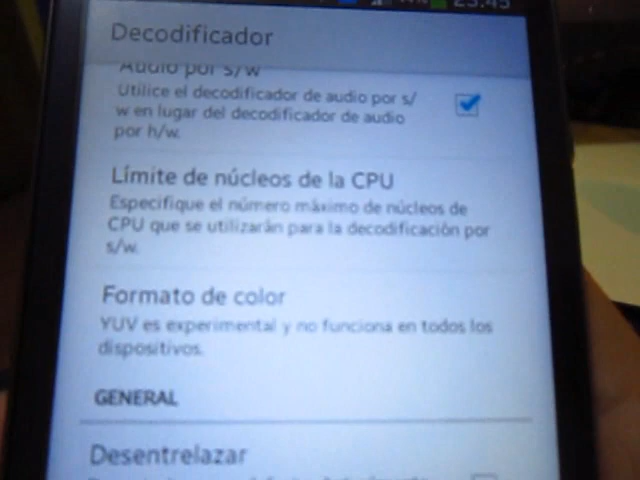 23:45
Decodificador
Audio por s/w
Utilice el decodificador de audio por s/
w en lugar del decodificador de audio
por h/w.
Límite de núcleos de la CPU
Especifique el número máximo de núcleos de
CPU que se utilizarán para la decodificación por
s/w.
Formato de color
YUV es experimental y no funciona en todos los
dispositivos.
GENERAL
Desentrelazar